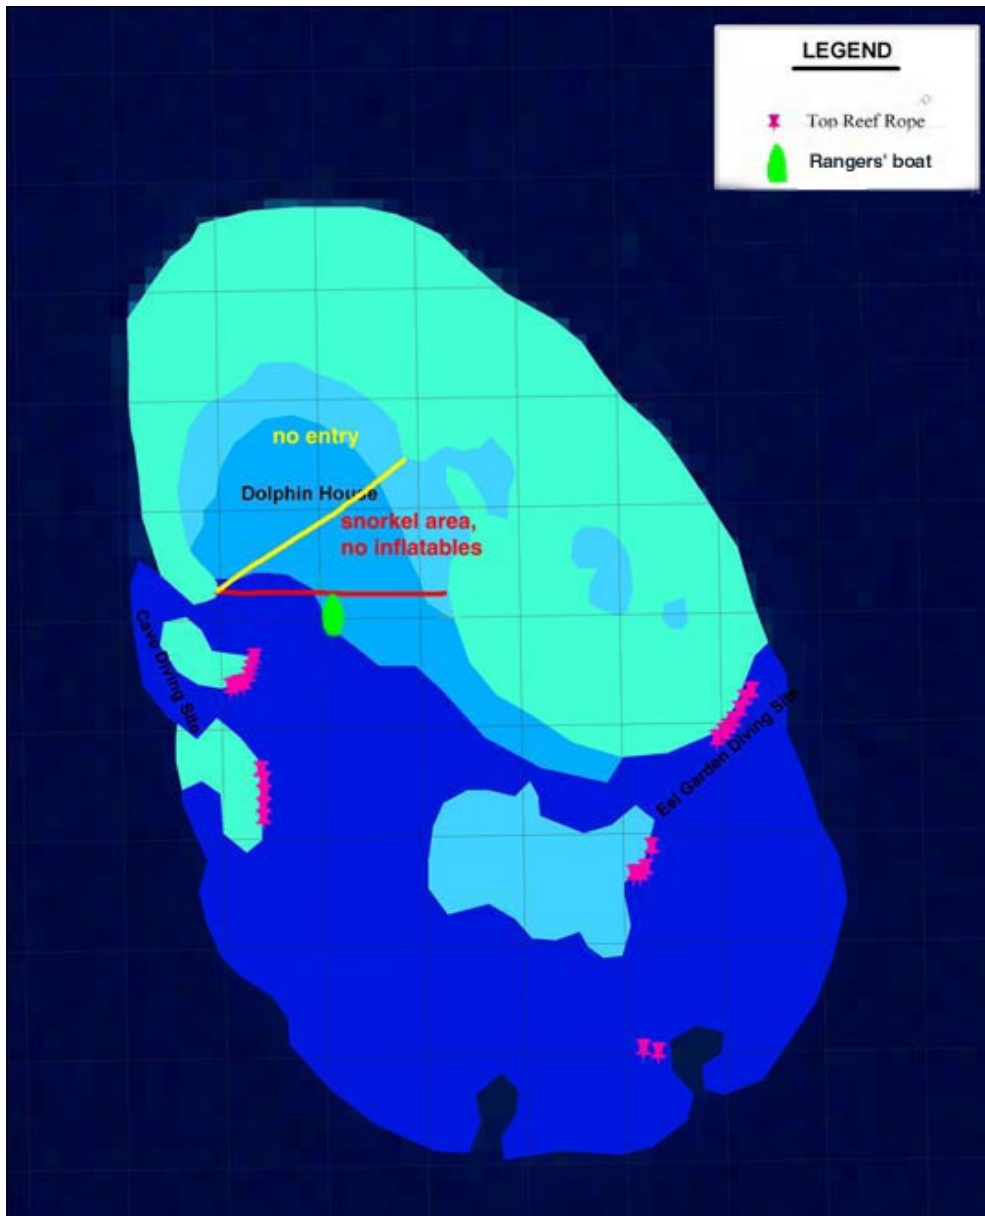 LEGEND
Top Reef Rope
Rangers' boat
no entry
Dolphin House
snorkel area,
no inflatables
Cave Diving Site
Eel Garden Diving Site